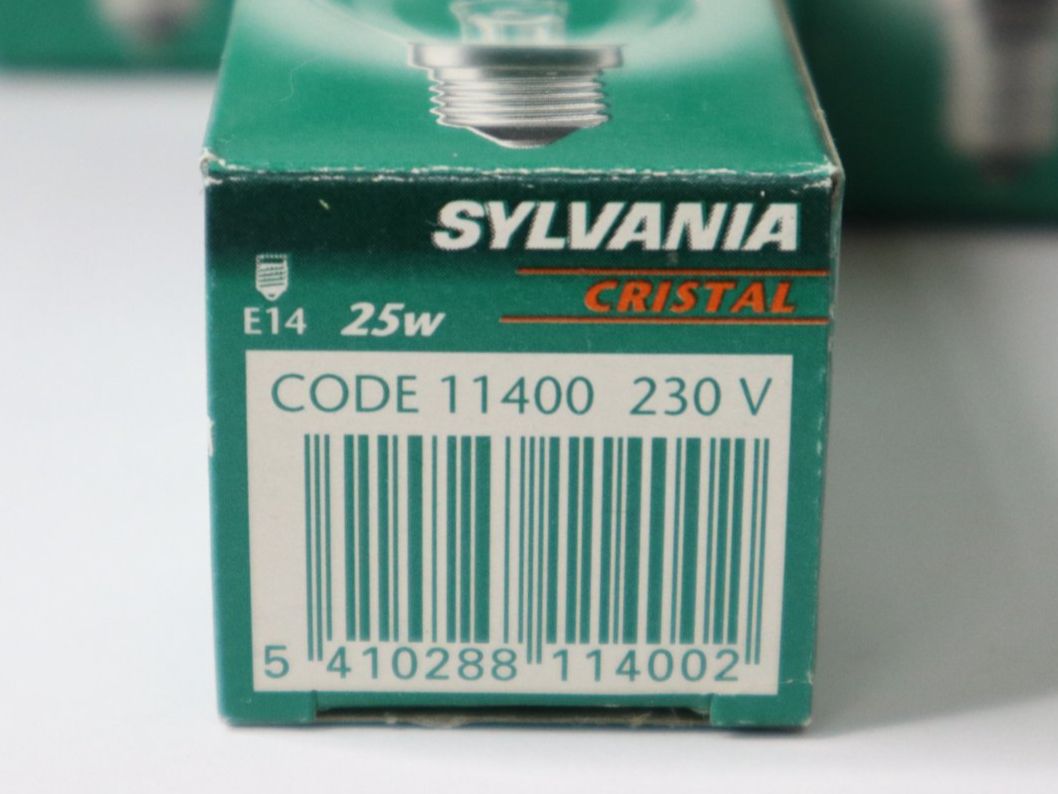 SYLVANIA
CRISTAL
E14 25w
CODE 11400 230 V
5 410288 114002